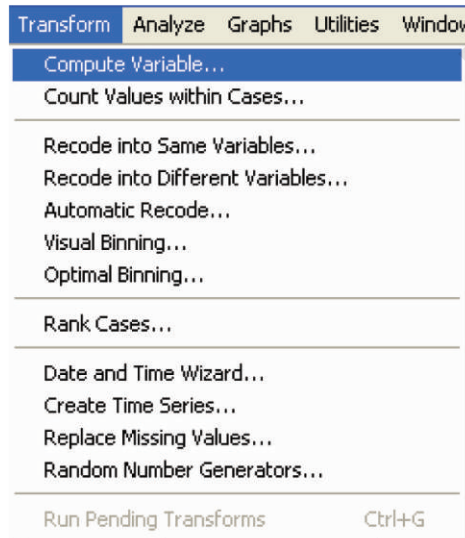 Transform Analyze Graphs Utilities Window
Compute Variable...
Count Values within Cases...
Recode into Same Variables...
Recode into Different Variables...
Automatic Recode...
Visual Binning...
Optimal Binning...
Rank Cases...
Date and Time Wizard...
Create Time Series...
Replace Missing Values...
Random Number Generators...
Run Pending Transforms Ctrl+G